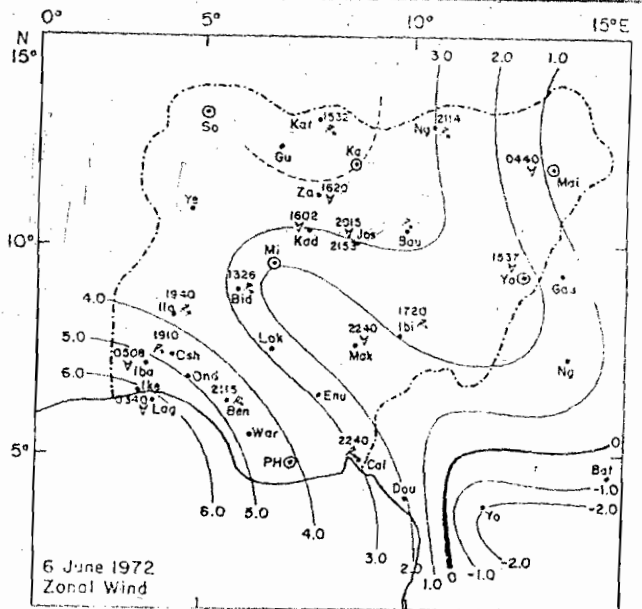 0° 5° 10° 15°E
N
15°
3.0 2.0 1.0
Kat 1532
So
Ng 2114
Gu
Ka
0440
Mai
Za 1620
Ye
1602 2015
Kad Jos
2153
Bau
10°
Mi
1537
Yo
Gau
1326
Bid
4.0
1940
Ilo
1720
Ibi
2240
Mak
Lok
5.0
1910
Csh
0508
Iba
Ond
Ng
6.0
Ike
0340
Lag
2115
Ben
Enu
War
2240
Cal
5°
PH
0
Bat
-1.0
-2.0
Dou
Yo
6.0
5.0
4.0
3.0
2.0
1.0
0
-1.0
-2.0
6 June 1972
Zonal Wind